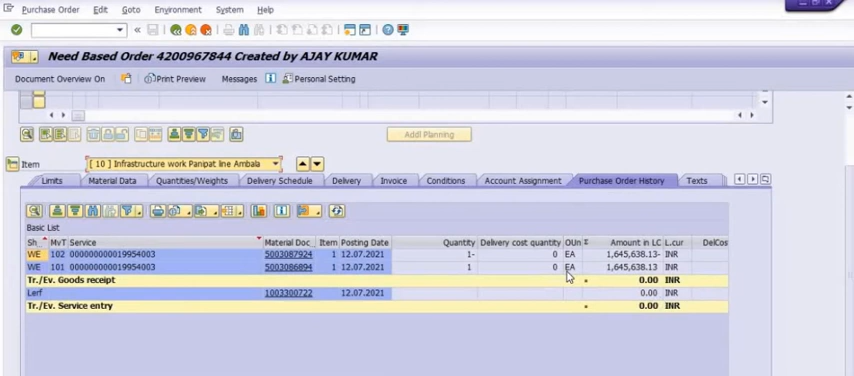 Purchase Order Edit Goto Environment System Help
Need Based Order 4200967844 Created by AJAY KUMAR
Document Overview On Print Preview Messages Personal Setting
Addl Planning
Item [ 10 ] Infrastructure work Panipat line Ambala
Limits Material Data Quantities/Weights Delivery Schedule Delivery Invoice Conditions Account Assignment Purchase Order History Texts
Basic List
Sh... MvT Service Material Doc... Item Posting Date Quantity Delivery cost quantity OUn Σ Amount in LC L.cur DelCos
WE 102 000000000019954003 5003087924 1 12.07.2021 1- 0 EA 1,645,638.13- INR
WE 101 000000000019954003 5003086894 1 12.07.2021 1 0 EA 1,645,638.13 INR
Tr./Ev. Goods receipt 0.00 INR
Lerf 1003300722 12.07.2021 0.00 INR
Tr./Ev. Service entry 0.00 INR